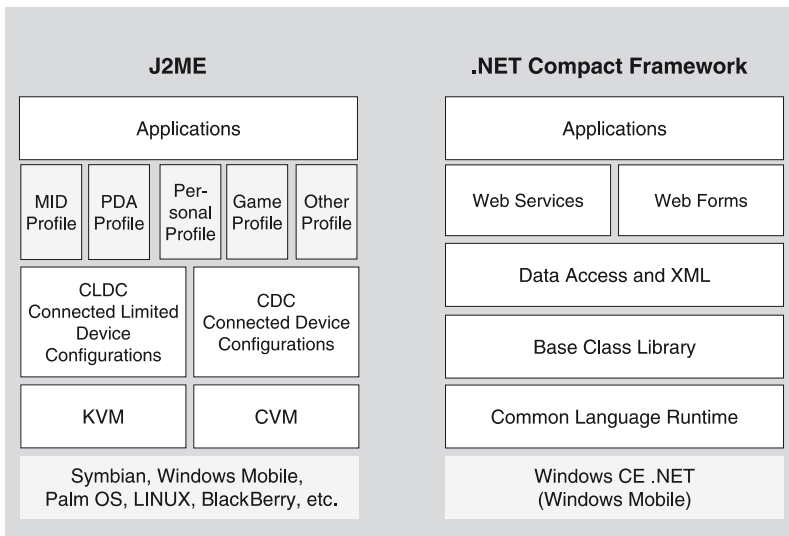 J2ME
Applications
MID
Profile
PDA
Profile
Per-
sonal
Profile
Game
Profile
Other
Profile
CLDC
Connected Limited
Device
Configurations
CDC
Connected Device
Configurations
KVM
CVM
Symbian, Windows Mobile,
Palm OS, LINUX, BlackBerry, etc.
.NET Compact Framework
Applications
Web Services
Web Forms
Data Access and XML
Base Class Library
Common Language Runtime
Windows CE .NET
(Windows Mobile)